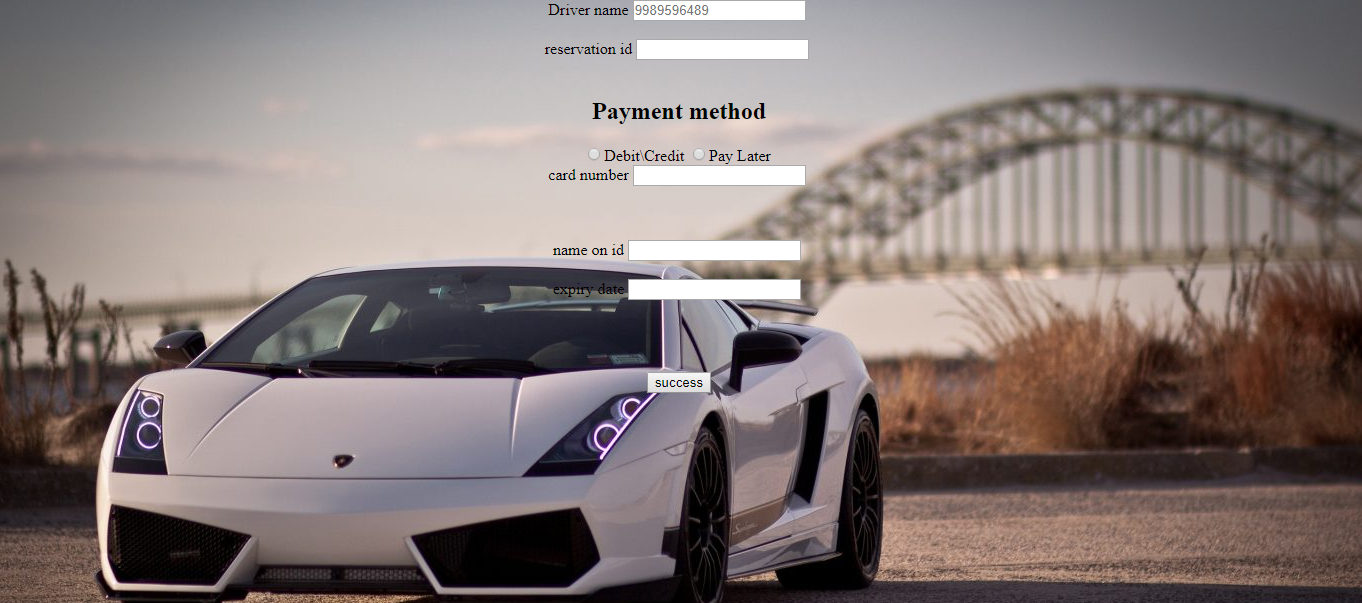 Driver name 9989596489
reservation id
Payment method
Debit\Credit Pay Later
card number
name on id
expiry date
success